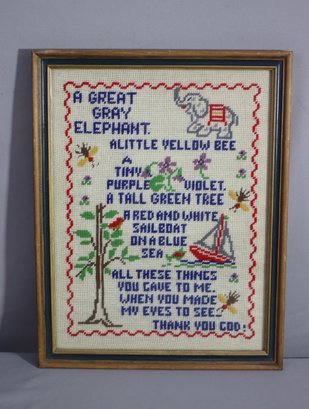 A GREAT
GRAY
ELEPHANT.
A LITTLE YELLOW BEE
A
TINY
PURPLE VIOLET.
A TALL GREEN TREE
A RED AND WHITE
SAILBOAT
ON A BLUE
SEA
ALL THESE THINGS
YOU GAVE TO ME.
WHEN YOU MADE
MY EYES TO SEE
THANK YOU GOD!